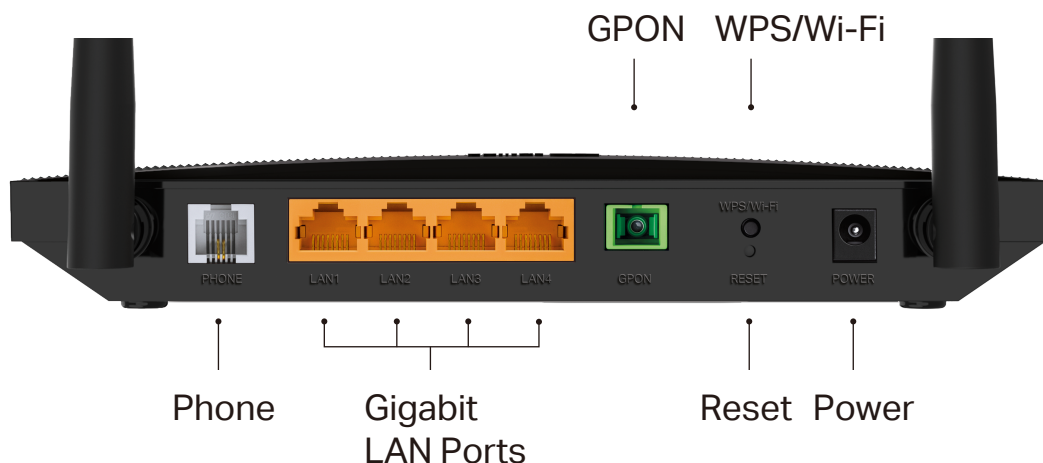 GPON WPS/Wi-Fi
WPS/Wi-Fi
PHONE LAN1 LAN2 LAN3 LAN4 GPON RESET POWER
Phone Gigabit LAN Ports Reset Power